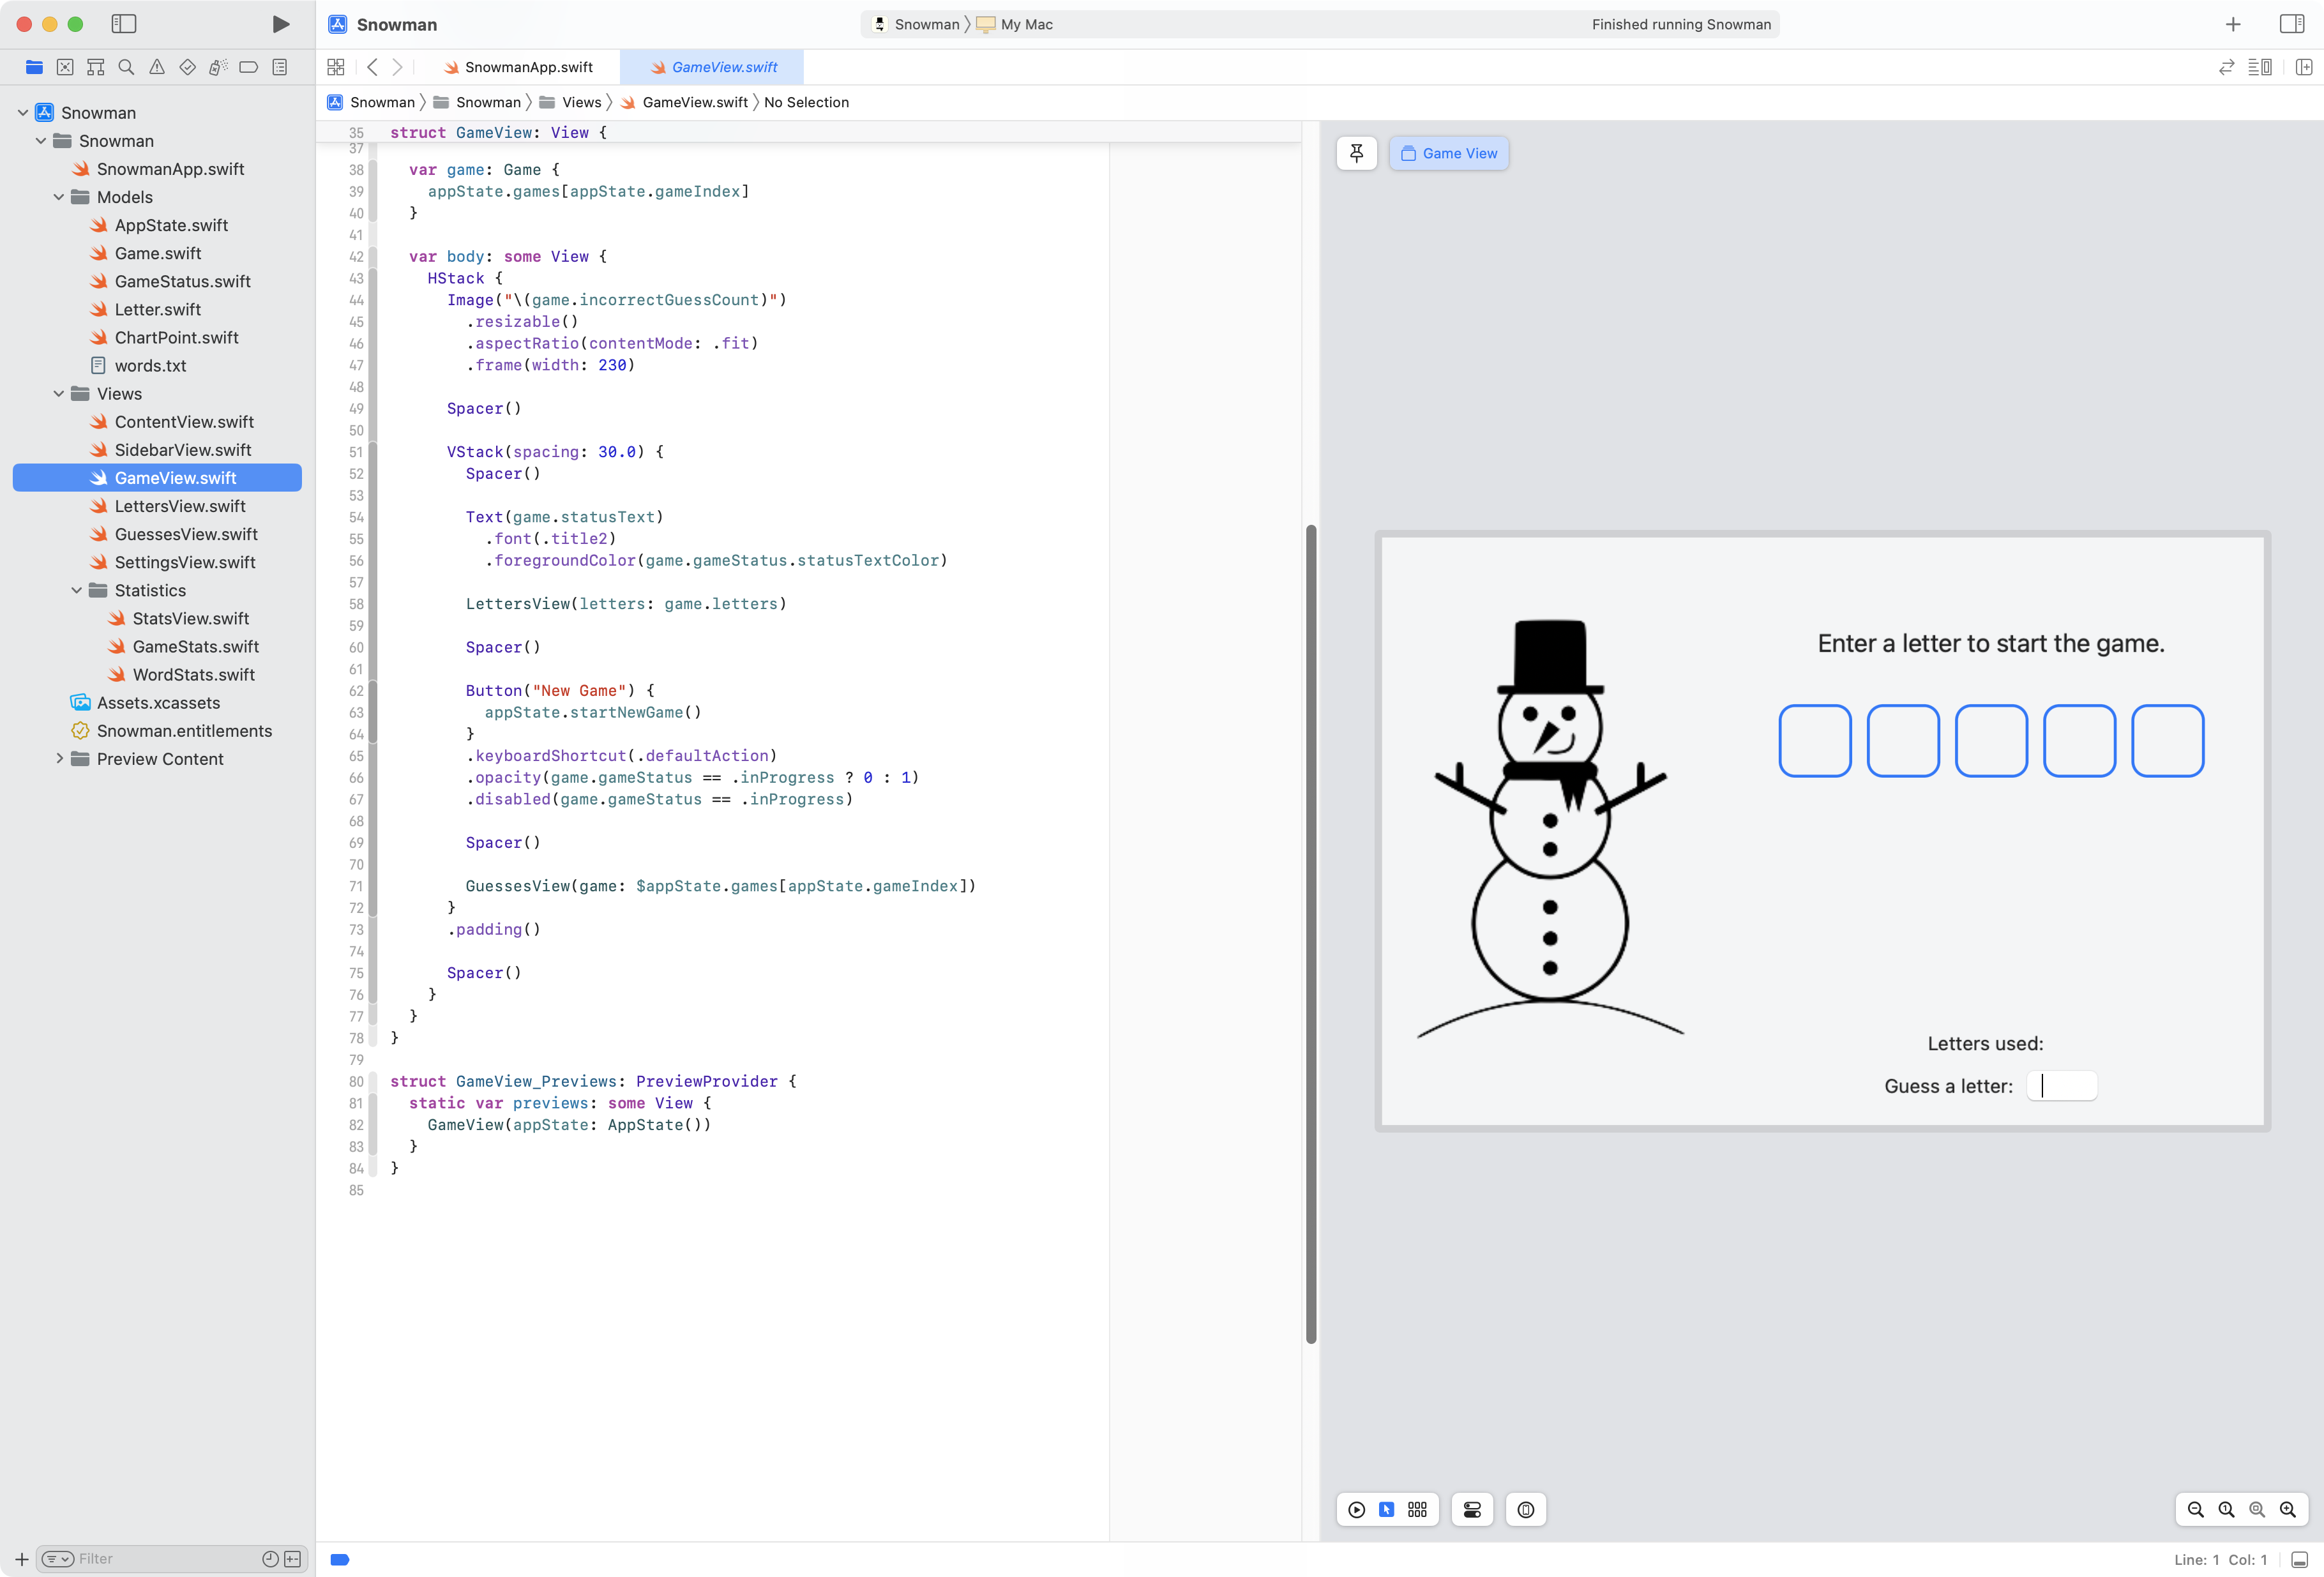 Snowman
Snowman 〉 My Mac
Finished running Snowman
SnowmanApp.swift
GameView.swift
Snowman 〉 Snowman 〉 Views 〉 GameView.swift 〉 No Selection
Snowman
Snowman
SnowmanApp.swift
Models
AppState.swift
Game.swift
GameStatus.swift
Letter.swift
ChartPoint.swift
words.txt
Views
ContentView.swift
SidebarView.swift
GameView.swift
LettersView.swift
GuessesView.swift
SettingsView.swift
Statistics
StatsView.swift
GameStats.swift
WordStats.swift
Assets.xcassets
Snowman.entitlements
Preview Content
Filter
35 struct GameView: View {
37
38 var game: Game {
39 appState.games[appState.gameIndex]
40 }
41
42 var body: some View {
43 HStack {
44 Image("\(game.incorrectGuessCount)")
45 .resizable()
46 .aspectRatio(contentMode: .fit)
47 .frame(width: 230)
48
49 Spacer()
50
51 VStack(spacing: 30.0) {
52 Spacer()
53
54 Text(game.statusText)
55 .font(.title2)
56 .foregroundColor(game.gameStatus.statusTextColor)
57
58 LettersView(letters: game.letters)
59
60 Spacer()
61
62 Button("New Game") {
63 appState.startNewGame()
64 }
65 .keyboardShortcut(.defaultAction)
66 .opacity(game.gameStatus == .inProgress ? 0 : 1)
67 .disabled(game.gameStatus == .inProgress)
68
69 Spacer()
70
71 GuessesView(game: $appState.games[appState.gameIndex])
72 }
73 .padding()
74
75 Spacer()
76 }
77 }
78 }
79
80 struct GameView_Previews: PreviewProvider {
81 static var previews: some View {
82 GameView(appState: AppState())
83 }
84 }
85
Game View
Enter a letter to start the game.
Letters used:
Guess a letter:
Line: 1 Col: 1